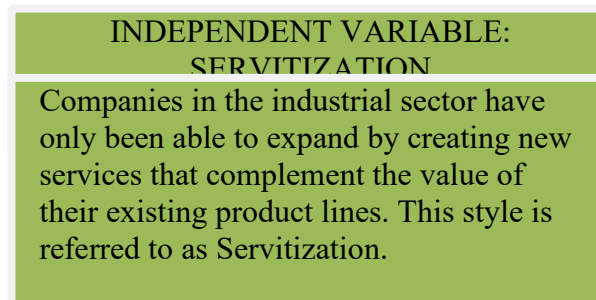 INDEPENDENT VARIABLE:
SERVITIZATION
Companies in the industrial sector have
only been able to expand by creating new
services that complement the value of
their existing product lines. This style is
referred to as Servitization.